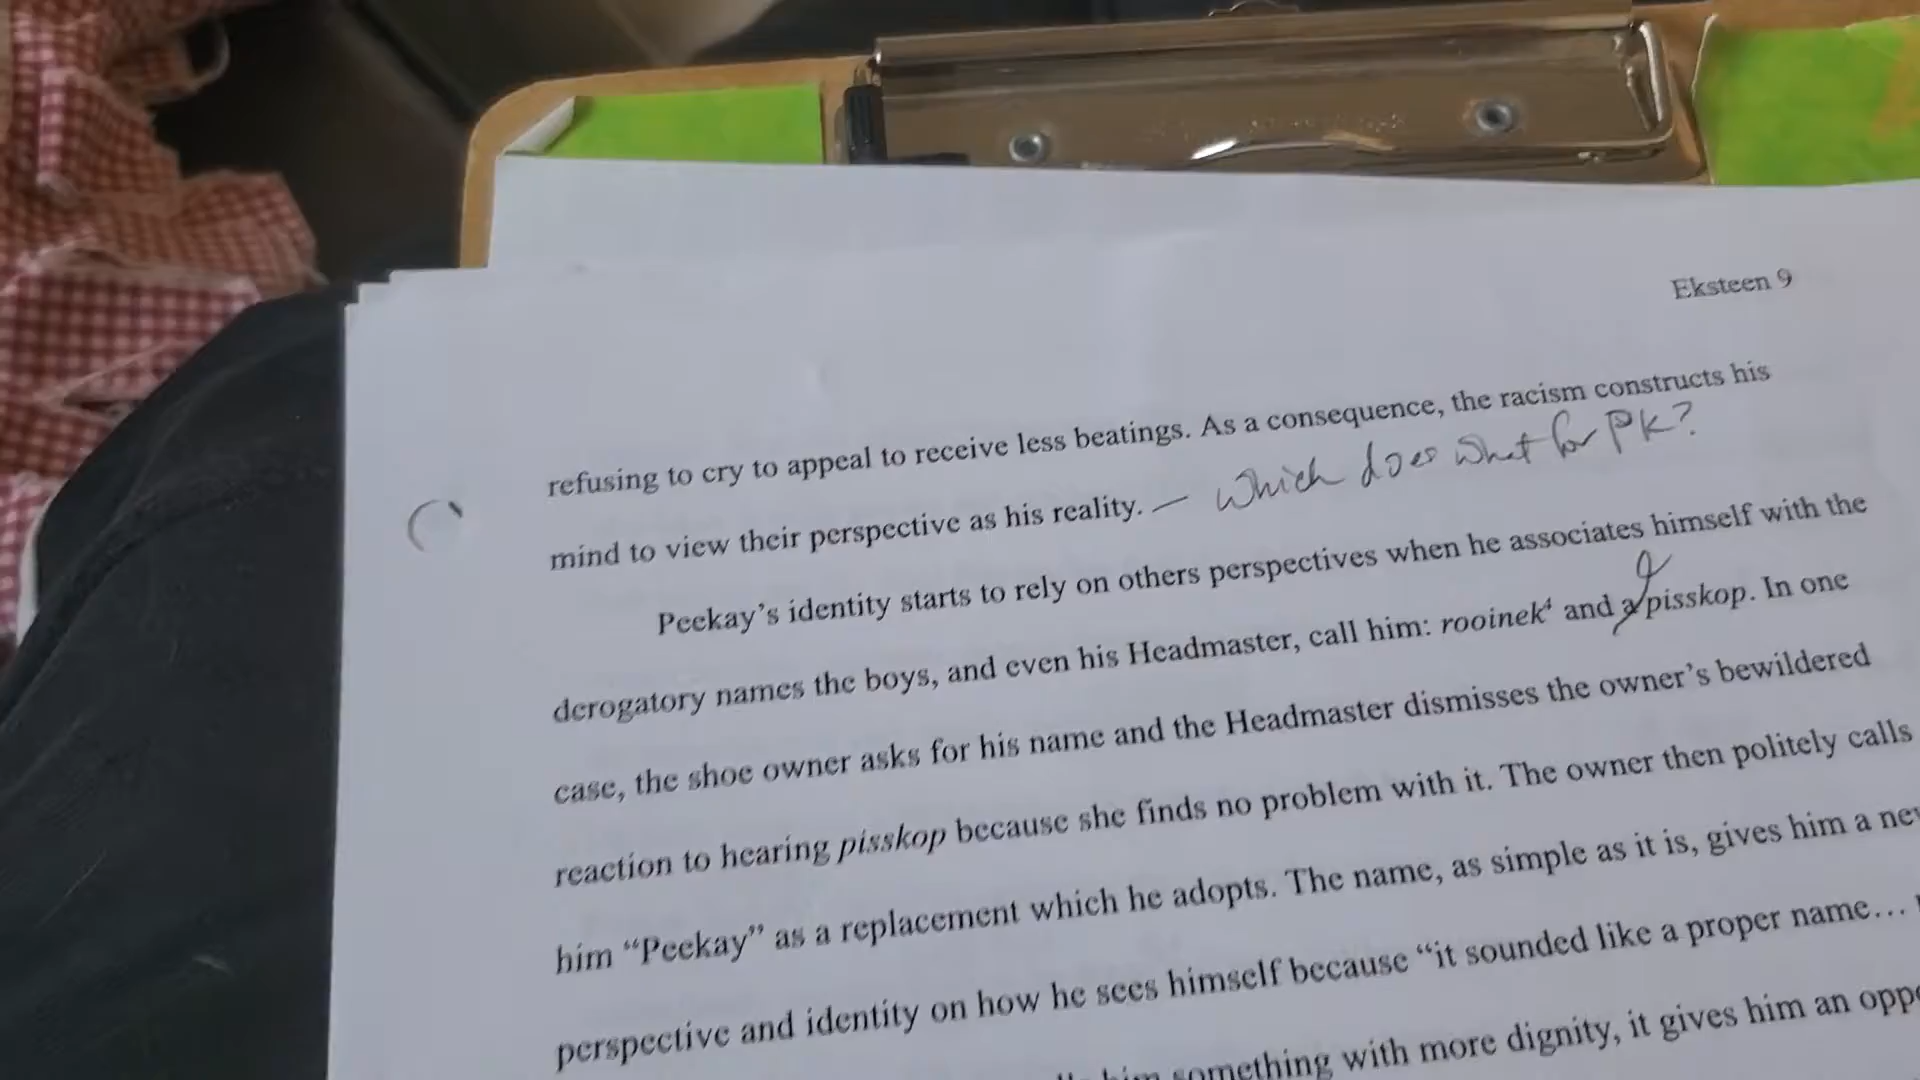 Eksteen 9
refusing to cry to appeal to receive less beatings. As a consequence, the racism constructs his
which does what for PK?
mind to view their perspective as his reality. —
Peekay's identity starts to rely on others perspectives when he associates himself with the
derogatory names the boys, and even his Headmaster, call him: rooinek⁴ and a pisskop. In one
case, the shoe owner asks for his name and the Headmaster dismisses the owner's bewildered
reaction to hearing pisskop because she finds no problem with it. The owner then politely calls
him “Peekay” as a replacement which he adopts. The name, as simple as it is, gives him a
perspective and identity on how he sees himself because “it sounded like a proper name…
him something with more dignity, it gives him an